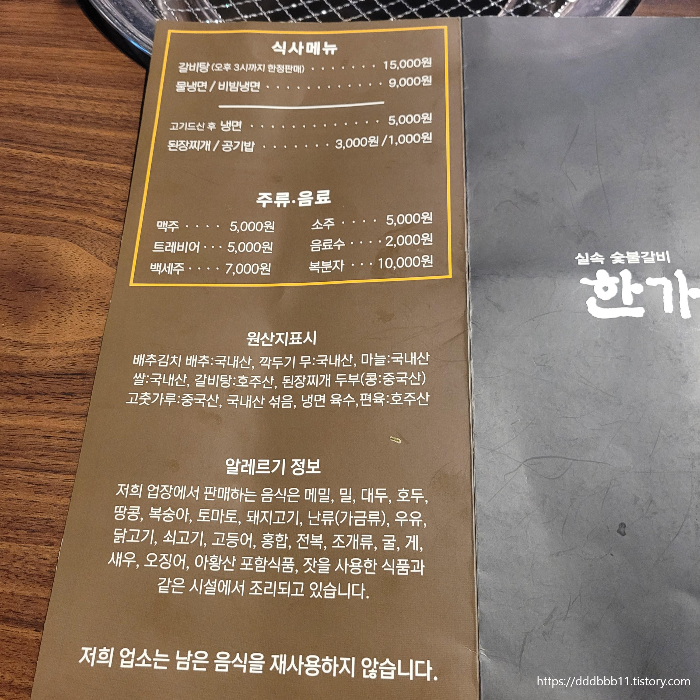 식사메뉴
갈비탕 (오후 3시까지 한정판매) · · · · · · · 15,000원
물냉면 / 비빔냉면 · · · · · · · · · · · · 9,000원
고기드신 후 냉면 · · · · · · · · · · · · 5,000원
된장찌개 / 공기밥 · · · · · · · 3,000원 /1,000원
주류·음료
맥주 · · · · 5,000원 소주 · · · · 5,000원
트레비어 · · · 5,000원 음료수 · · · · 2,000원
백세주 · · · · 7,000원 복분자 · · · 10,000원
원산지표시
배추김치 배추:국내산, 깍두기 무:국내산, 마늘:국내산
쌀:국내산, 갈비탕:호주산, 된장찌개 두부(콩:중국산)
고춧가루:중국산, 국내산 섞음, 냉면 육수,편육:호주산
알레르기 정보
저희 업장에서 판매하는 음식은 메밀, 밀, 대두, 호두,
땅콩, 복숭아, 토마토, 돼지고기, 난류(가금류), 우유,
닭고기, 쇠고기, 고등어, 홍합, 전복, 조개류, 굴, 게,
새우, 오징어, 아황산 포함식품, 잣을 사용한 식품과
같은 시설에서 조리되고 있습니다.
저희 업소는 남은 음식을 재사용하지 않습니다.
실속 숯불갈비
한가
https://dddbbb11.tistory.com